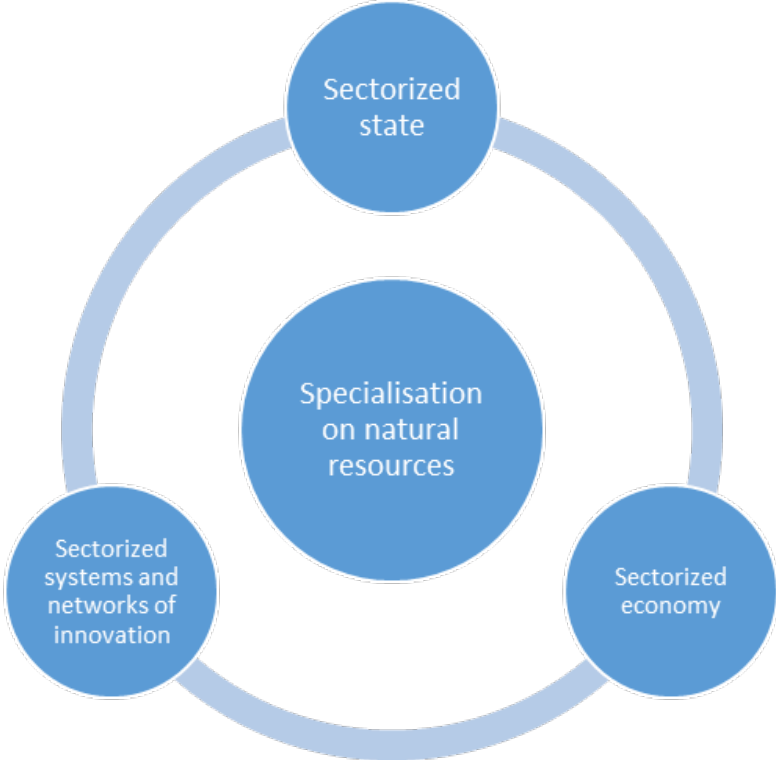 Sectorized
state
Specialisation
on natural
resources
Sectorized
systems and
networks of
innovation
Sectorized
economy